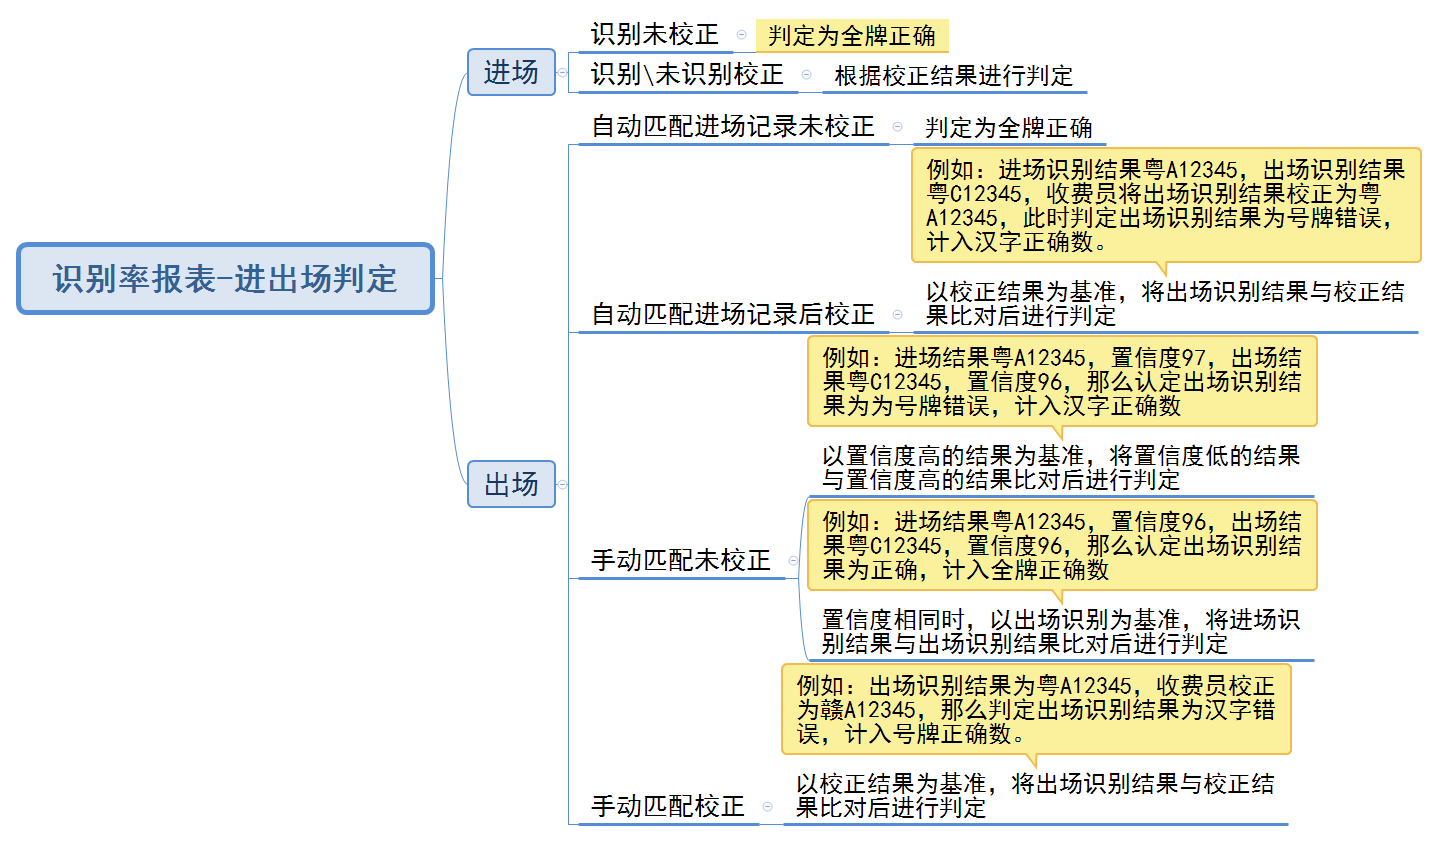 识别率报表-进出场判定
进场
识别未校正
判定为全牌正确
识别\未识别校正
根据校正结果进行判定
出场
自动匹配进场记录未校正
判定为全牌正确
例如：进场识别结果粤A12345，出场识别结果
粤C12345，收费员将出场识别结果校正为粤
A12345，此时判定出场识别结果为号牌错误，
计入汉字正确数。
自动匹配进场记录后校正
以校正结果为基准，将出场识别结果与校正结
果比对后进行判定
例如：进场结果粤A12345，置信度97，出场结
果粤C12345，置信度96，那么认定出场识别结
果为为号牌错误，计入汉字正确数
以置信度高的结果为基准，将置信度低的结果
与置信度高的结果比对后进行判定
手动匹配未校正
例如：进场结果粤A12345，置信度96，出场结
果粤C12345，置信度96，那么认定出场识别结
果为正确，计入全牌正确数
置信度相同时，以出场识别为基准，将进场识
别结果与出场识别结果比对后进行判定
例如：出场识别结果为粤A12345，收费员校正
为赣A12345，那么判定出场识别结果为汉字错
误，计入号牌正确数。
手动匹配校正
以校正结果为基准，将出场识别结果与校正结
果比对后进行判定